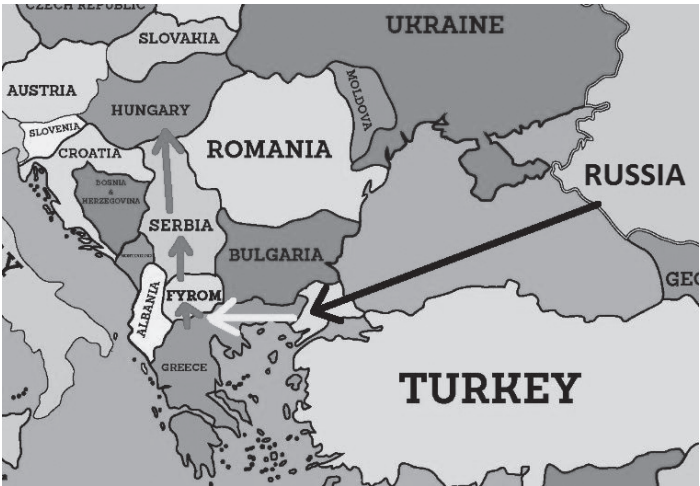 CZECH REPUBLIC
UKRAINE
SLOVAKIA
AUSTRIA
HUNGARY
MOLDOVA
SLOVENIA
CROATIA
ROMANIA
RUSSIA
BOSNIA
&
HERZEGOVINA
SERBIA
BULGARIA
Y
GEO
FYROM
ALBANIA
GREECE
TURKEY